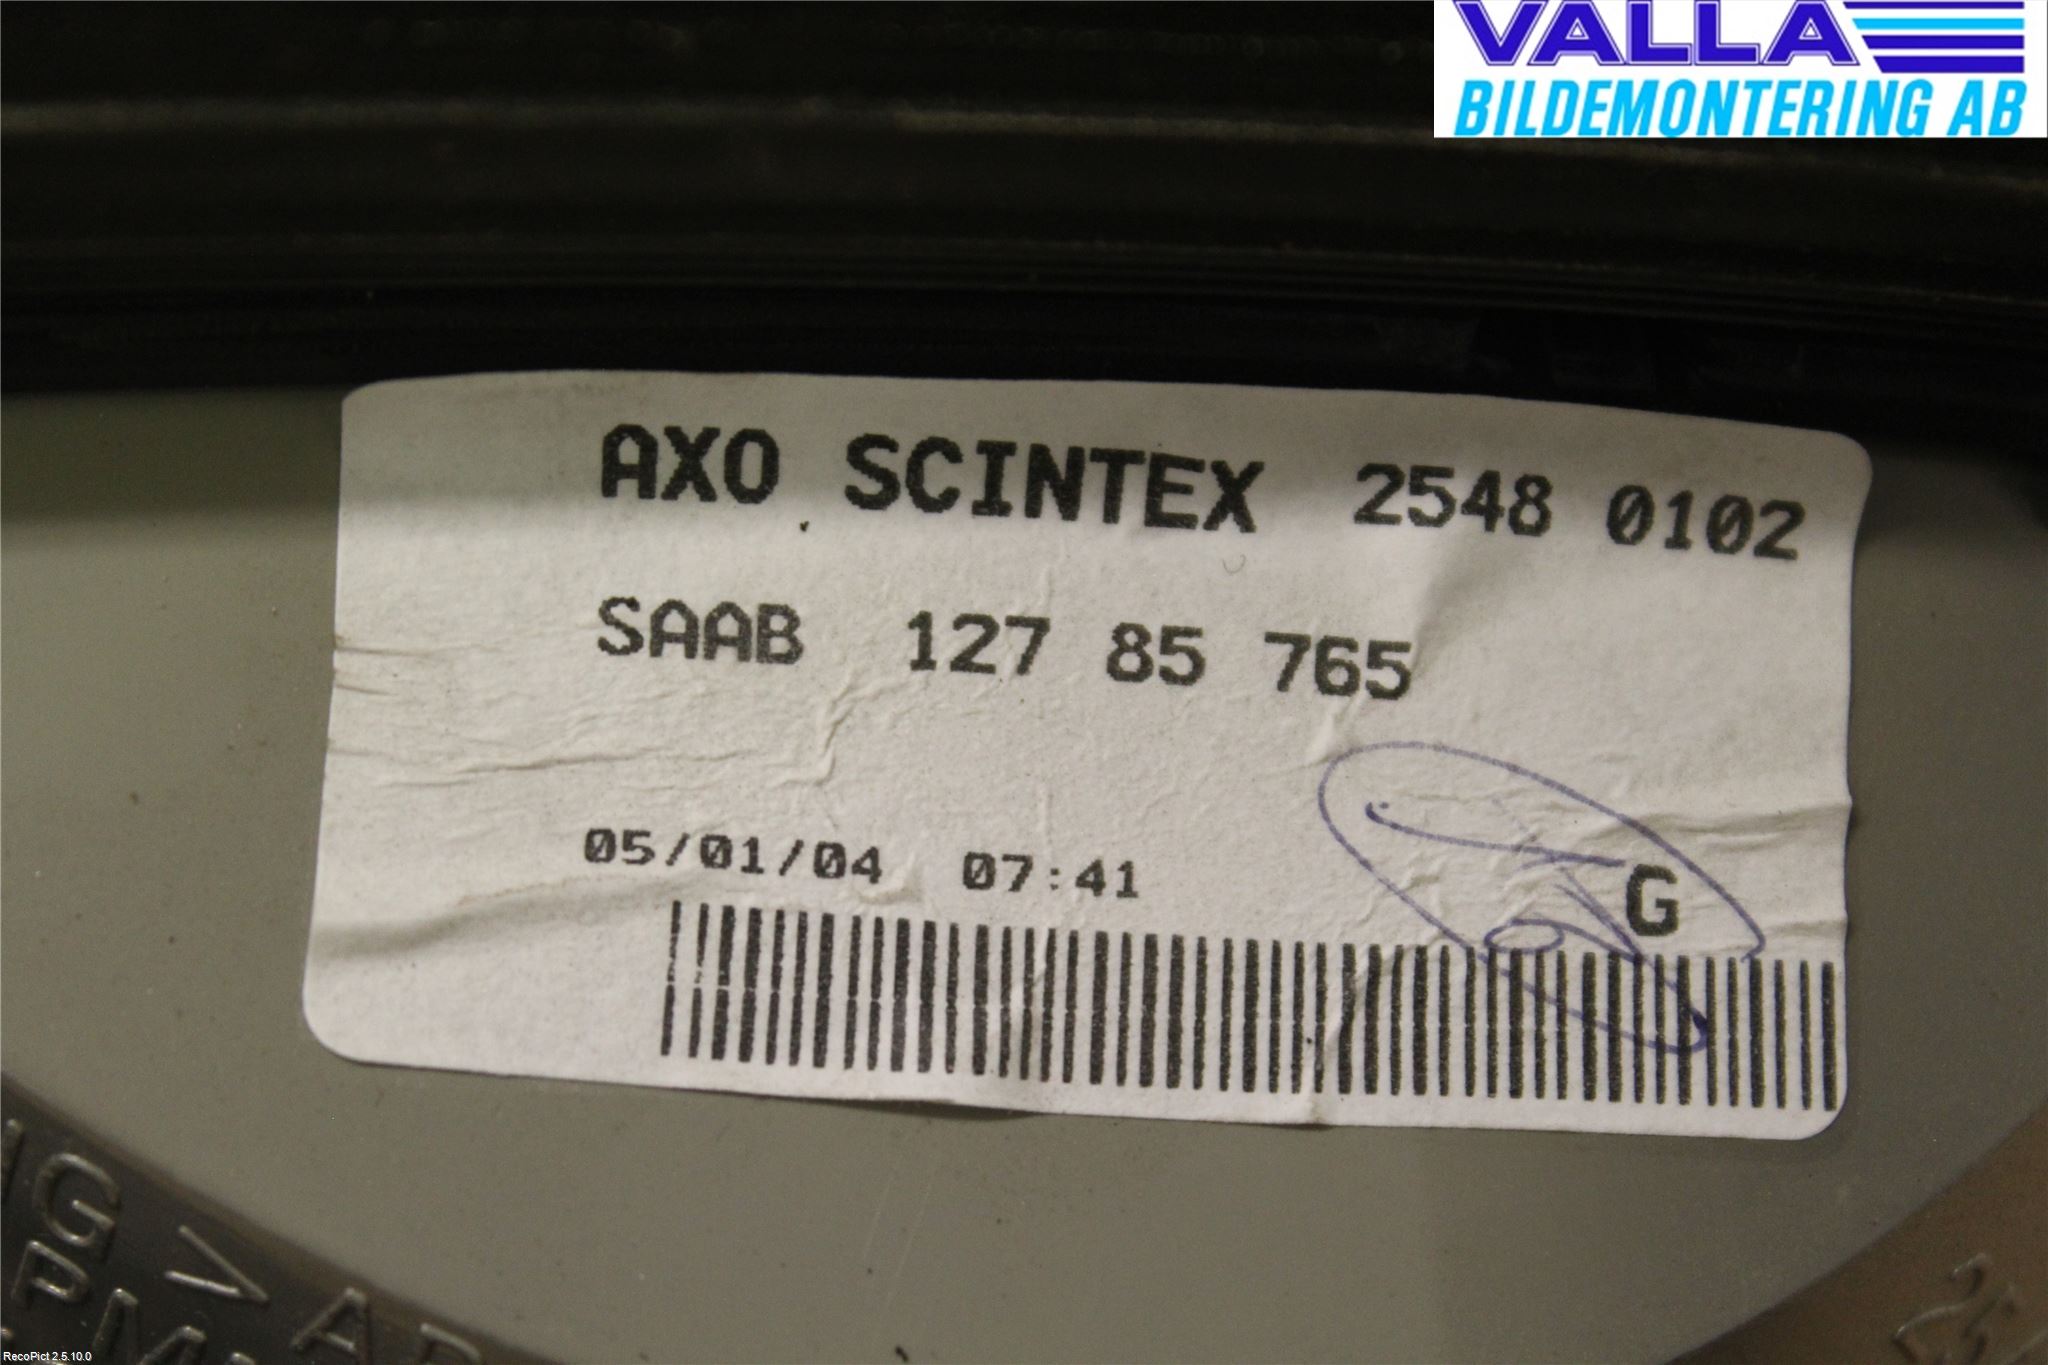 VALLA
BILDEMONTERING AB
AXO SCINTEX 2548 0102
SAAB 127 85 765
05/01/04 07:41
G
RecoPict 2.5.10.0